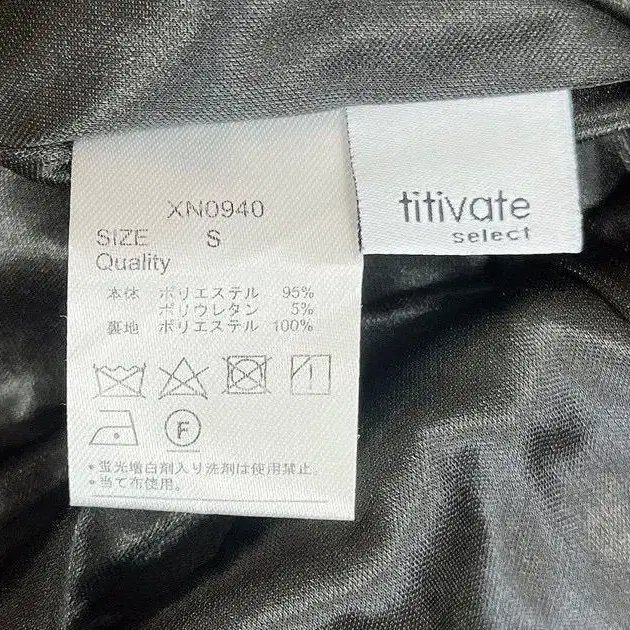 XN0940
SIZE S
Quality
本体 ポリエステル 95%
ポリウレタン 5%
裏地 ポリエステル 100%
F
・蛍光増白剤入り洗剤は使用禁止。
・当て布使用。
titivate
select